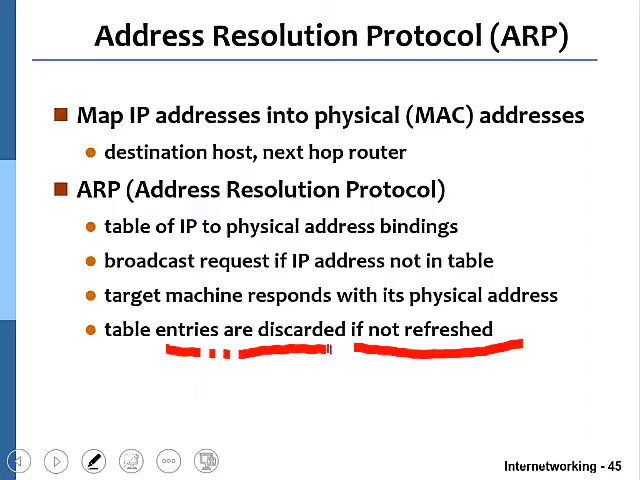 Address Resolution Protocol (ARP)
Map IP addresses into physical (MAC) addresses
destination host, next hop router
ARP (Address Resolution Protocol)
table of IP to physical address bindings
broadcast request if IP address not in table
target machine responds with its physical address
table entries are discarded if not refreshed
Internetworking - 45